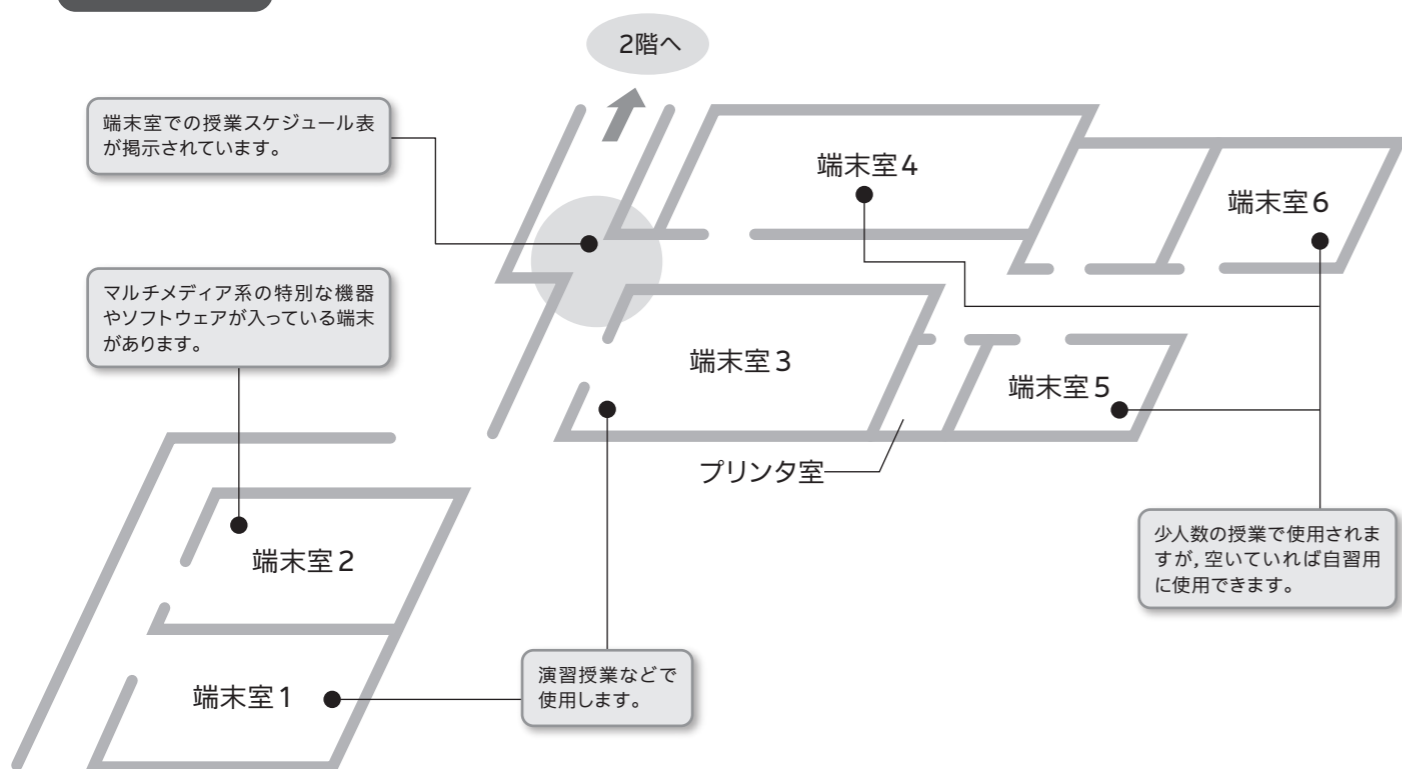 2階へ
端末室での授業スケジュール表
が掲示されています。
端末室4
端末室6
マルチメディア系の特別な機器
やソフトウェアが入っている端末
があります。
端末室3
端末室5
プリンタ室
少人数の授業で使用されま
すが,空いていれば自習用
に使用できます。
端末室2
演習授業などで
使用します。
端末室1